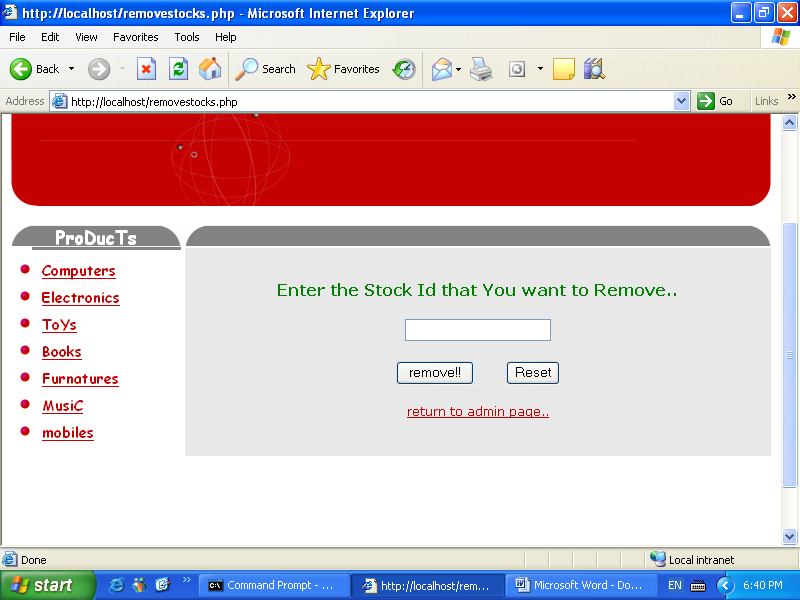 http://localhost/removestocks.php - Microsoft Internet Explorer
File Edit View Favorites Tools Help
Back Search Favorites
Address http://localhost/removestocks.php Go Links »
ProDucTs
Computers
Electronics
ToYs
Books
Furnatures
MusiC
mobiles
Enter the Stock Id that You want to Remove..
remove!! Reset
return to admin page..
Done Local intranet
start » Command Prompt - ... http://localhost/rem... Microsoft Word - Do... EN 6:40 PM